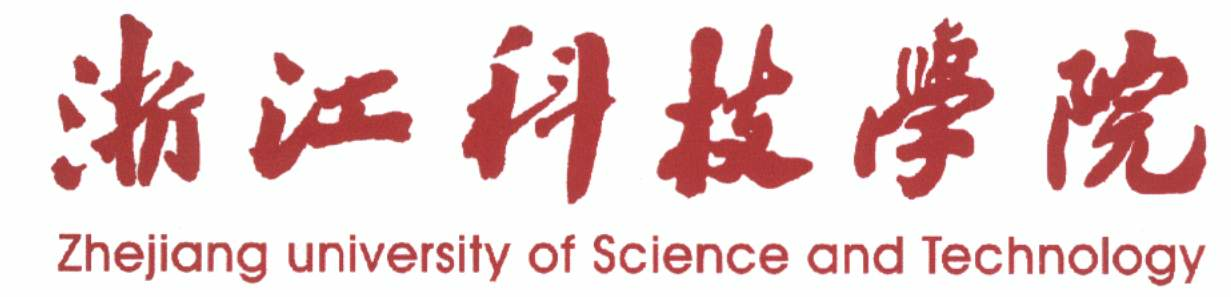 浙江科技學院
Zhejiang university of Science and Technology